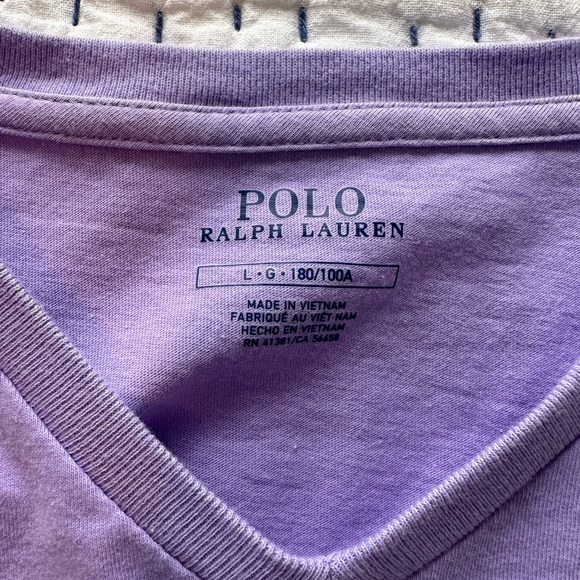 POLO
RALPH LAUREN
L • G • 180/100A
MADE IN VIETNAM
FABRIQUÉ AU VIÊT NAM
HECHO EN VIETNAM
RN 41381/CA 56658